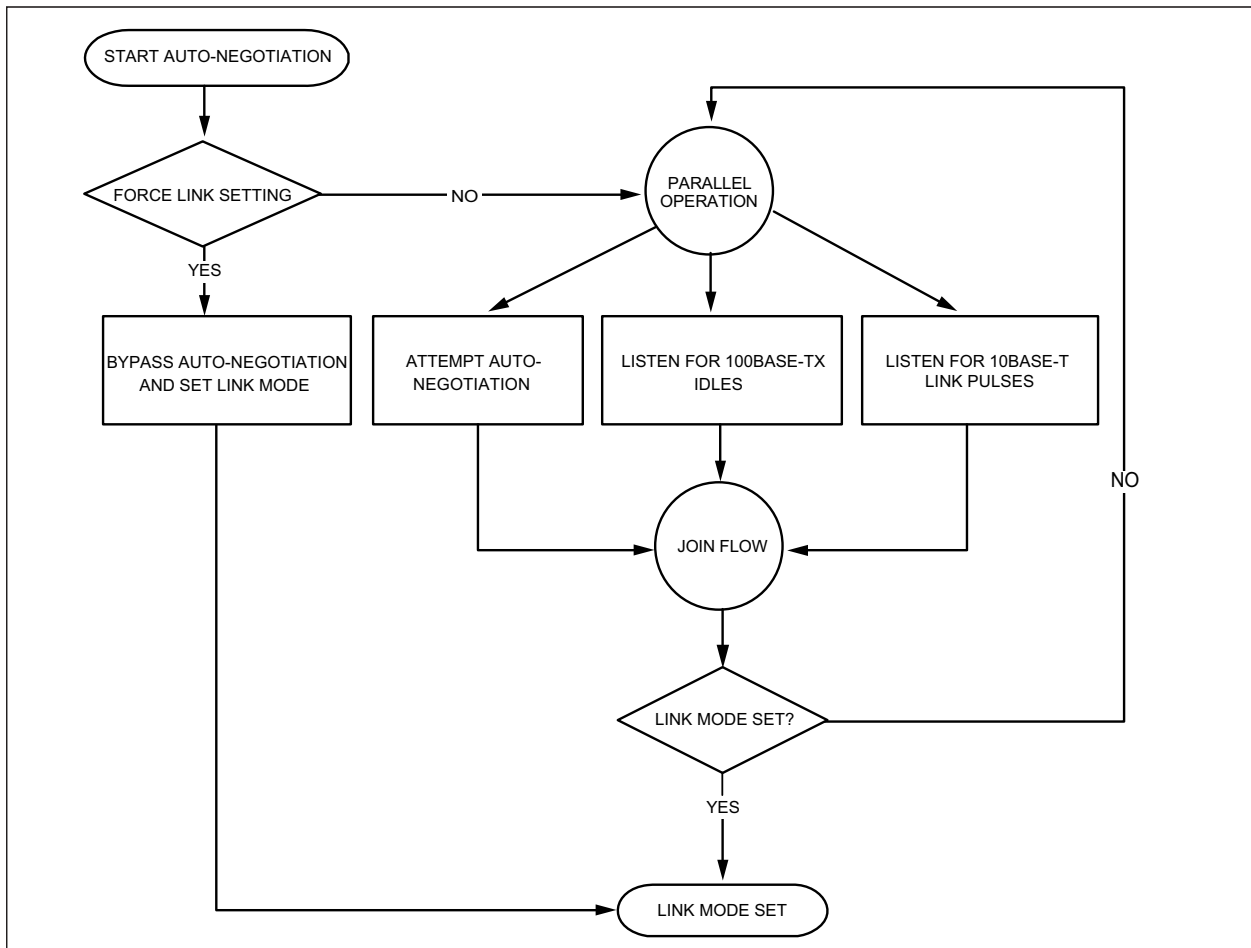 START AUTO-NEGOTIATION
FORCE LINK SETTING
NO
PARALLEL
OPERATION
YES
BYPASS AUTO-NEGOTIATION
AND SET LINK MODE
ATTEMPT AUTO-
NEGOTIATION
LISTEN FOR 100BASE-TX
IDLES
LISTEN FOR 10BASE-T
LINK PULSES
NO
JOIN FLOW
LINK MODE SET?
YES
LINK MODE SET